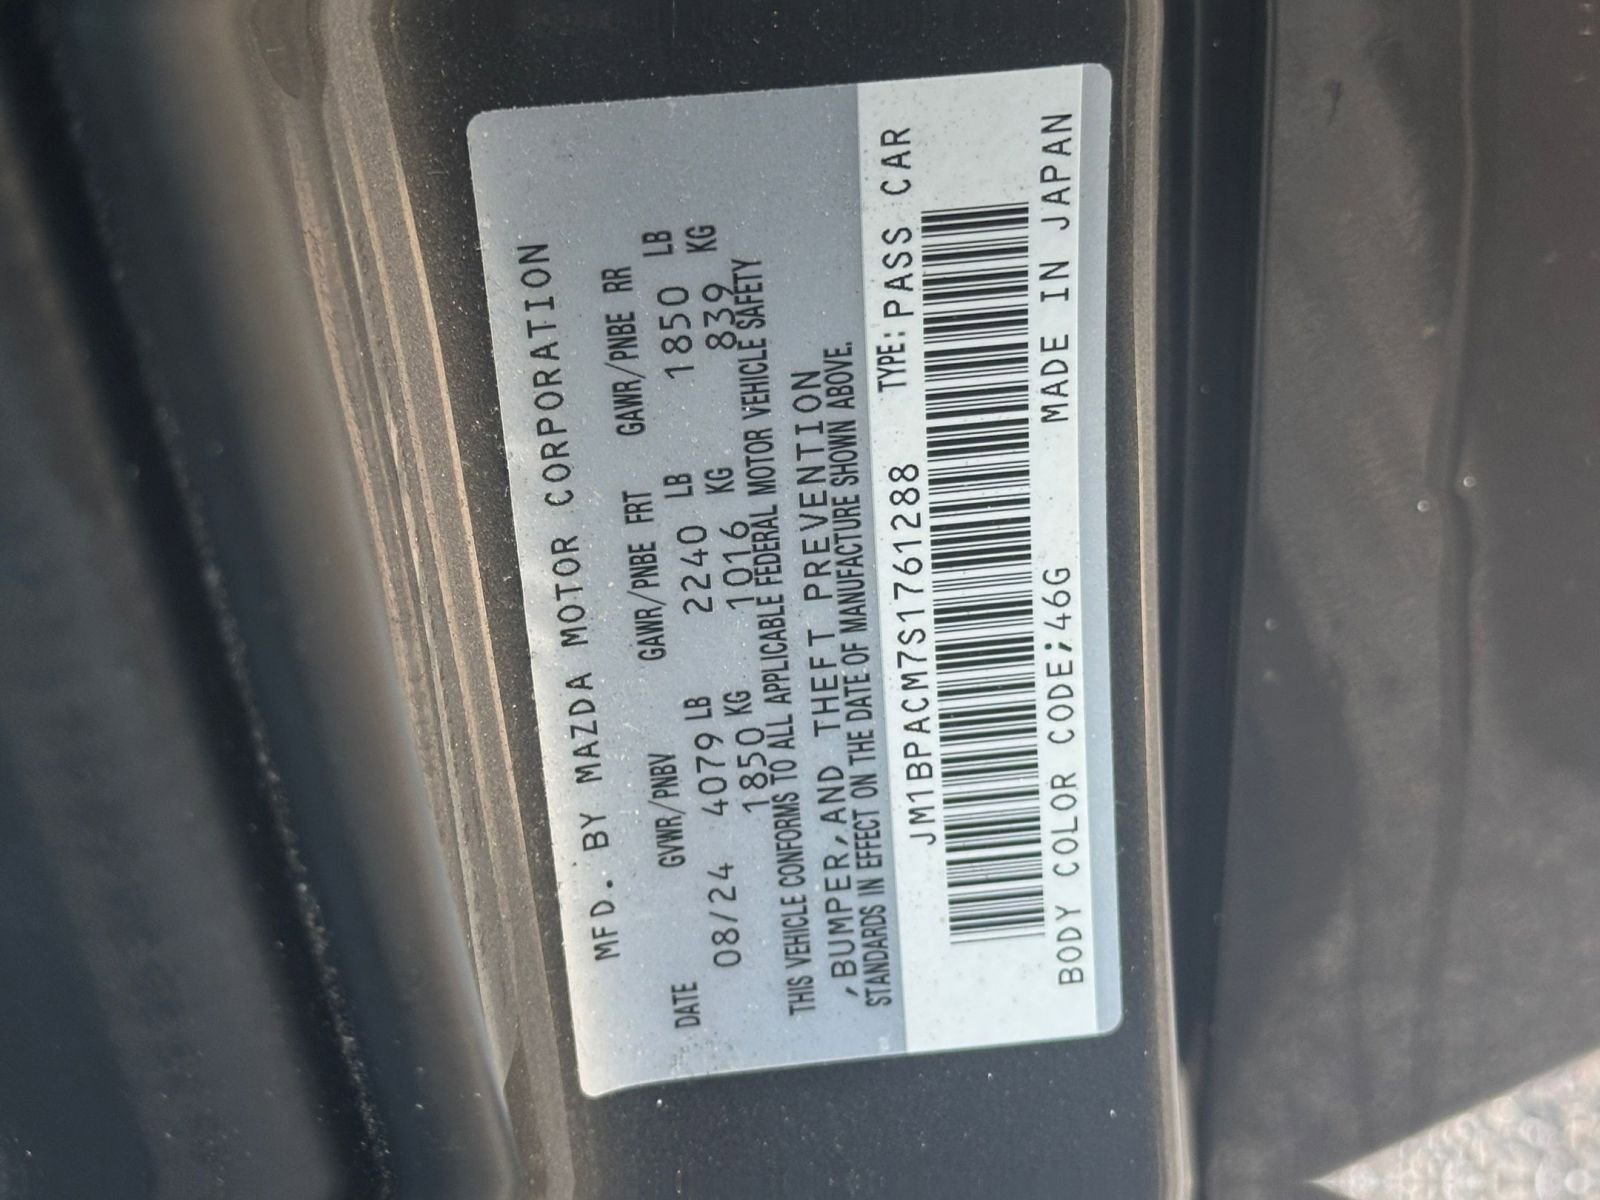 MFD. BY MAZDA MOTOR CORPORATION
DATE GVWR/PNBV GAWR/PNBE FRT GAWR/PNBE RR
08/24 4079 LB 2240 LB 1850 LB
1850 KG 1016 KG 839 KG
THIS VEHICLE CONFORMS TO ALL APPLICABLE FEDERAL MOTOR VEHICLE SAFETY
,BUMPER,AND THEFT PREVENTION
STANDARDS IN EFFECT ON THE DATE OF MANUFACTURE SHOWN ABOVE.
JM1BPACM7S1761288 TYPE: PASS CAR
BODY COLOR CODE;46G MADE IN JAPAN